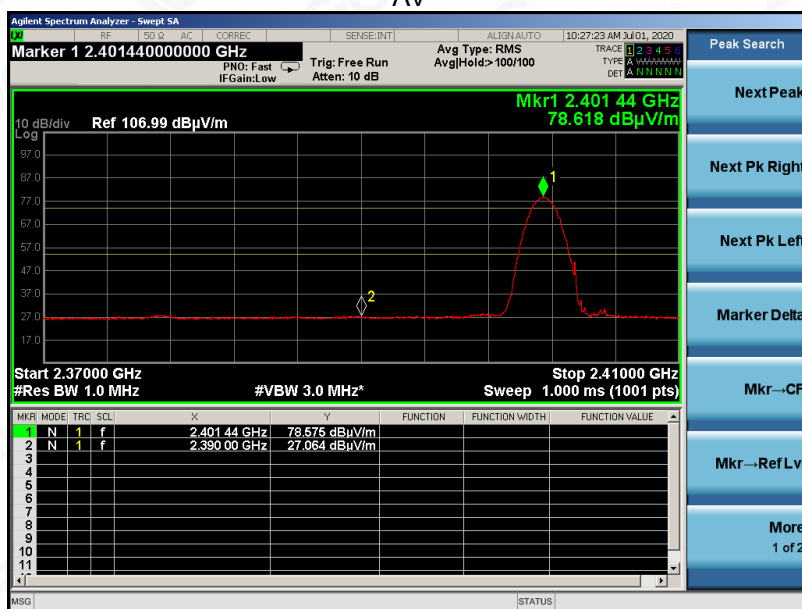 AV
Agilent Spectrum Analyzer - Swept SA
LXI RF 50 Ω AC CORREC SENSE:INT ALIGN AUTO 10:27:23 AM Jul 01, 2020
Marker 1 2.401440000000 GHz
Avg Type: RMS
TRACE 1 2 3 4 5 6
PNO: Fast Trig: Free Run Avg|Hold:>100/100 TYPE A WWWWW
IFGain:Low Atten: 10 dB DET A N N N N N
Peak Search
Mkr1 2.401 44 GHz
10 dB/div Ref 106.99 dBµV/m 78.618 dBµV/m
Log
97.0
87.0
77.0
67.0
57.0
47.0
37.0
27.0
17.0
1
2
Start 2.37000 GHz Stop 2.41000 GHz
#Res BW 1.0 MHz #VBW 3.0 MHz* Sweep 1.000 ms (1001 pts)
MKR MODE TRC SCL X Y FUNCTION FUNCTION WIDTH FUNCTION VALUE
1 N 1 f 2.401 44 GHz 78.575 dBµV/m
2 N 1 f 2.390 00 GHz 27.064 dBµV/m
3
4
5
6
7
8
9
10
11
MSG STATUS
Next Peak
Next Pk Right
Next Pk Left
Marker Delta
Mkr→CF
Mkr→Ref Lv
More
1 of 2